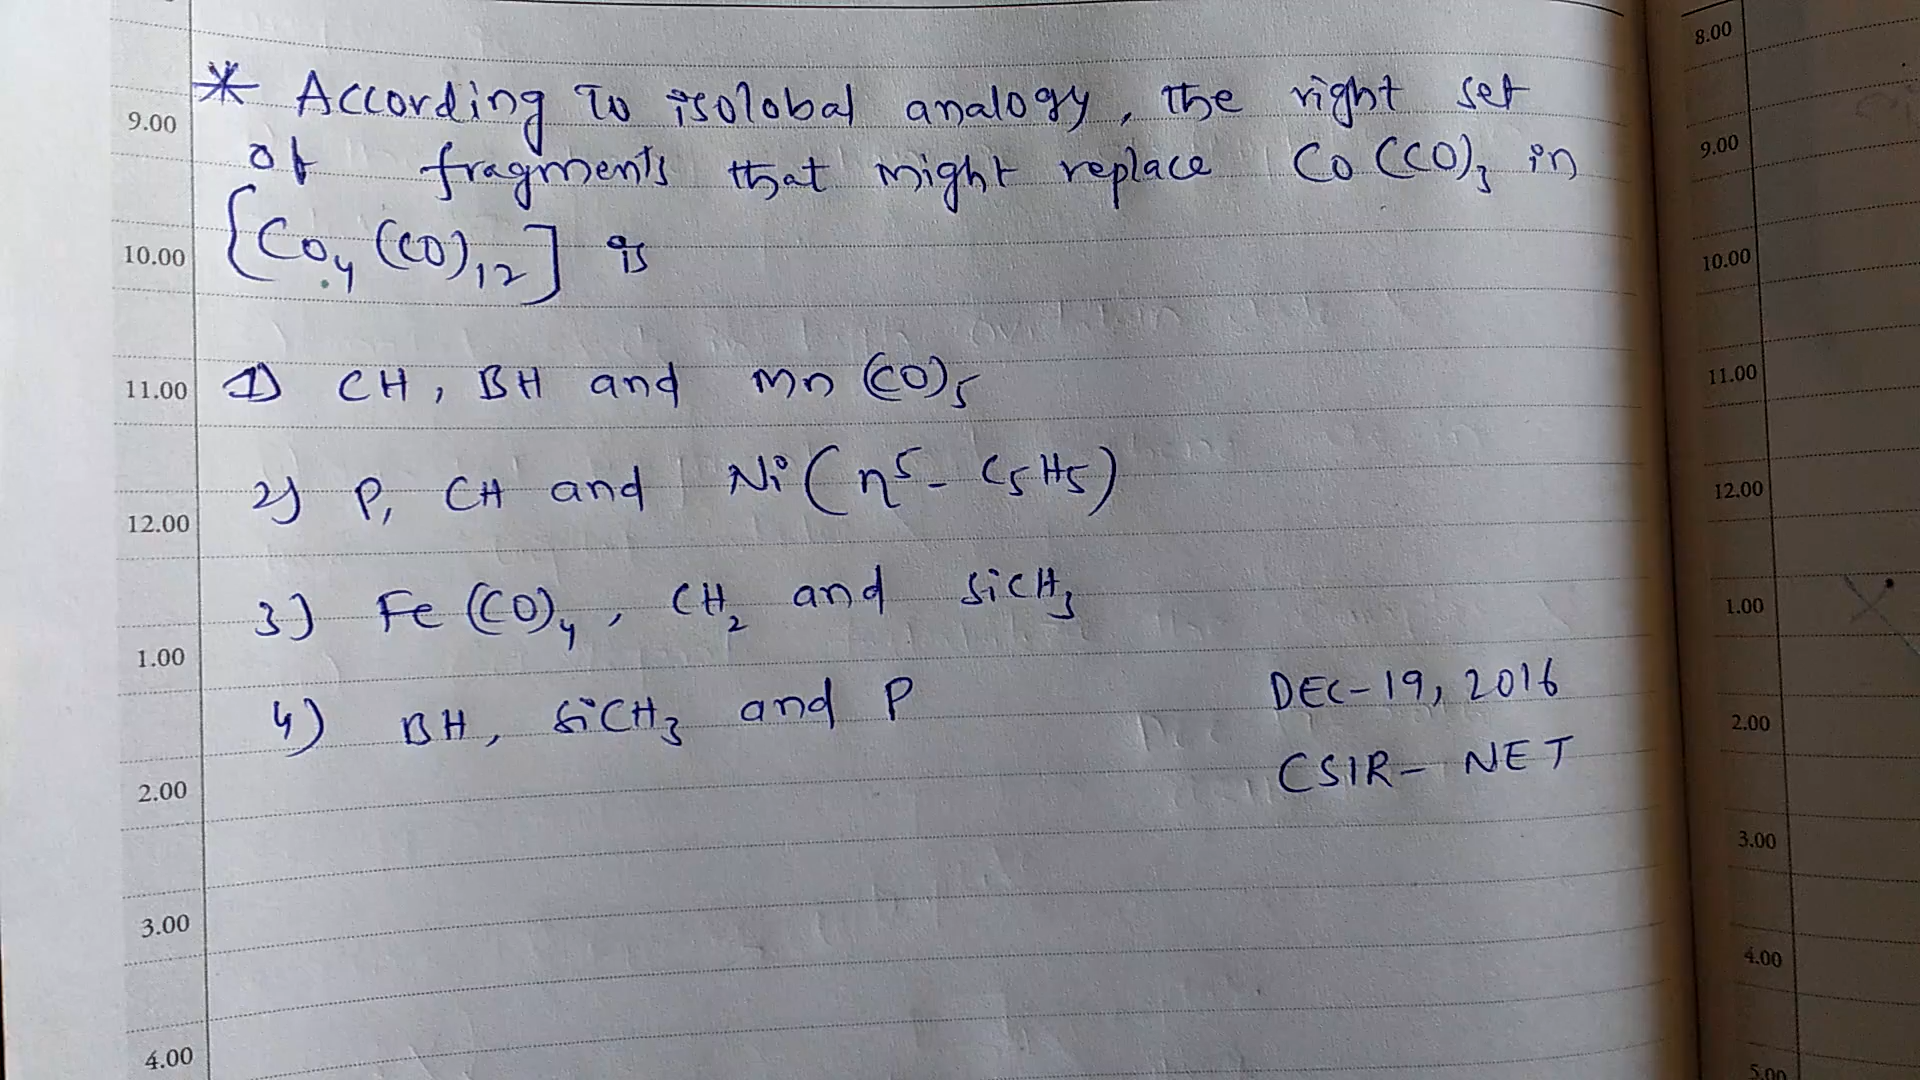 * According to isolobal analogy, the right set
of fragments that might replace Co(CO)₃ in
[Co₄(CO)₁₂] is
1) CH, BH and Mn(CO)₅
2) P, CH and Ni(η⁵-C₅H₅)
3) Fe(CO)₄, CH₂ and SiCH₃
4) BH, SiCH₃ and P
DEC-19, 2016
CSIR- NET
9.00
10.00
11.00
12.00
1.00
2.00
3.00
4.00
8.00
9.00
10.00
11.00
12.00
1.00
2.00
3.00
4.00
5.00